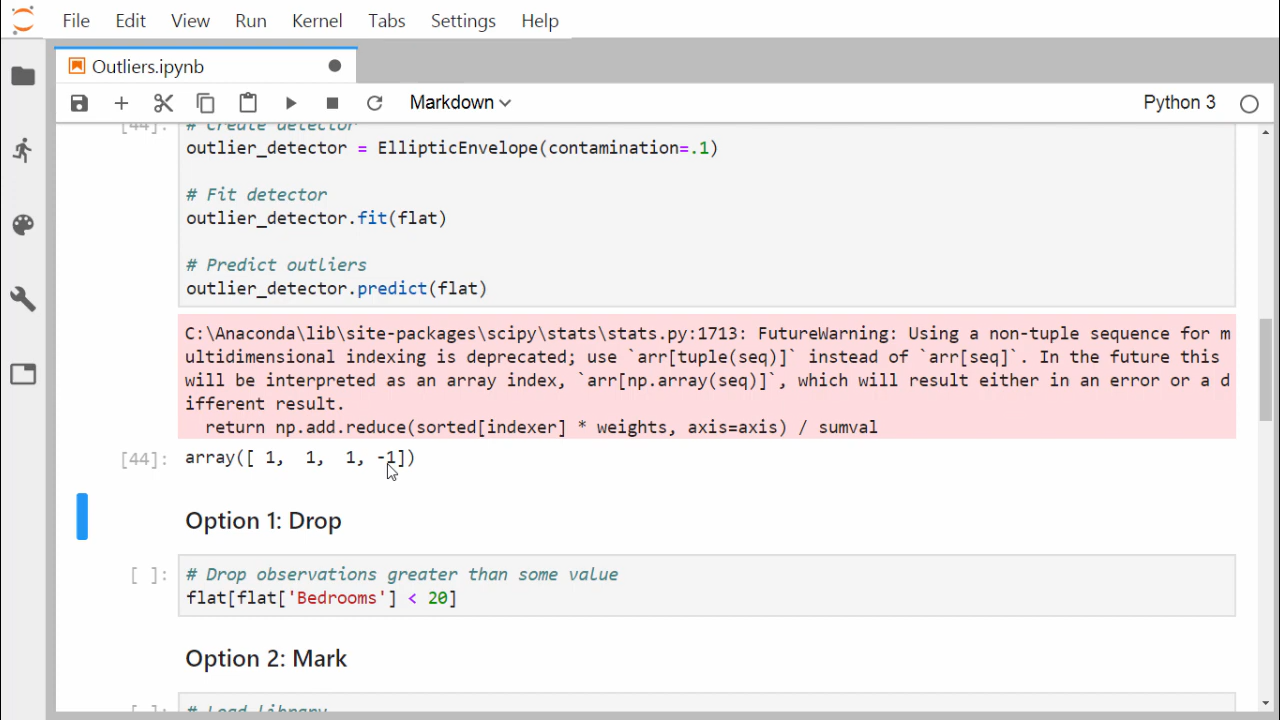 File Edit View Run Kernel Tabs Settings Help
Outliers.ipynb
Markdown Python 3
[44]: # Create detector
outlier_detector = EllipticEnvelope(contamination=.1)
# Fit detector
outlier_detector.fit(flat)
# Predict outliers
outlier_detector.predict(flat)
C:\Anaconda\lib\site-packages\scipy\stats\stats.py:1713: FutureWarning: Using a non-tuple sequence for m
ultidimensional indexing is deprecated; use `arr[tuple(seq)]` instead of `arr[seq]`. In the future this
will be interpreted as an array index, `arr[np.array(seq)]`, which will result either in an error or a d
ifferent result.
return np.add.reduce(sorted[indexer] * weights, axis=axis) / sumval
[44]: array([ 1, 1, 1, -1])
Option 1: Drop
[ ]: # Drop observations greater than some value
flat[flat['Bedrooms'] < 20]
Option 2: Mark
[ ]: # Load library